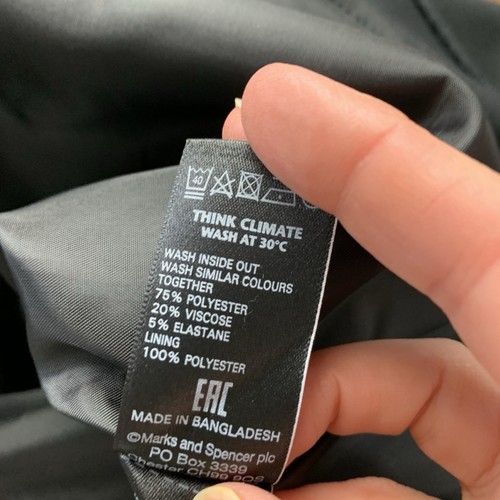 40
THINK CLIMATE
WASH AT 30°C
WASH INSIDE OUT
WASH SIMILAR COLOURS
TOGETHER
75% POLYESTER
20% VISCOSE
5% ELASTANE
LINING
100% POLYESTER
EAC
MADE IN BANGLADESH
©Marks and Spencer plc
PO Box 3339
Chester CH99 9QS